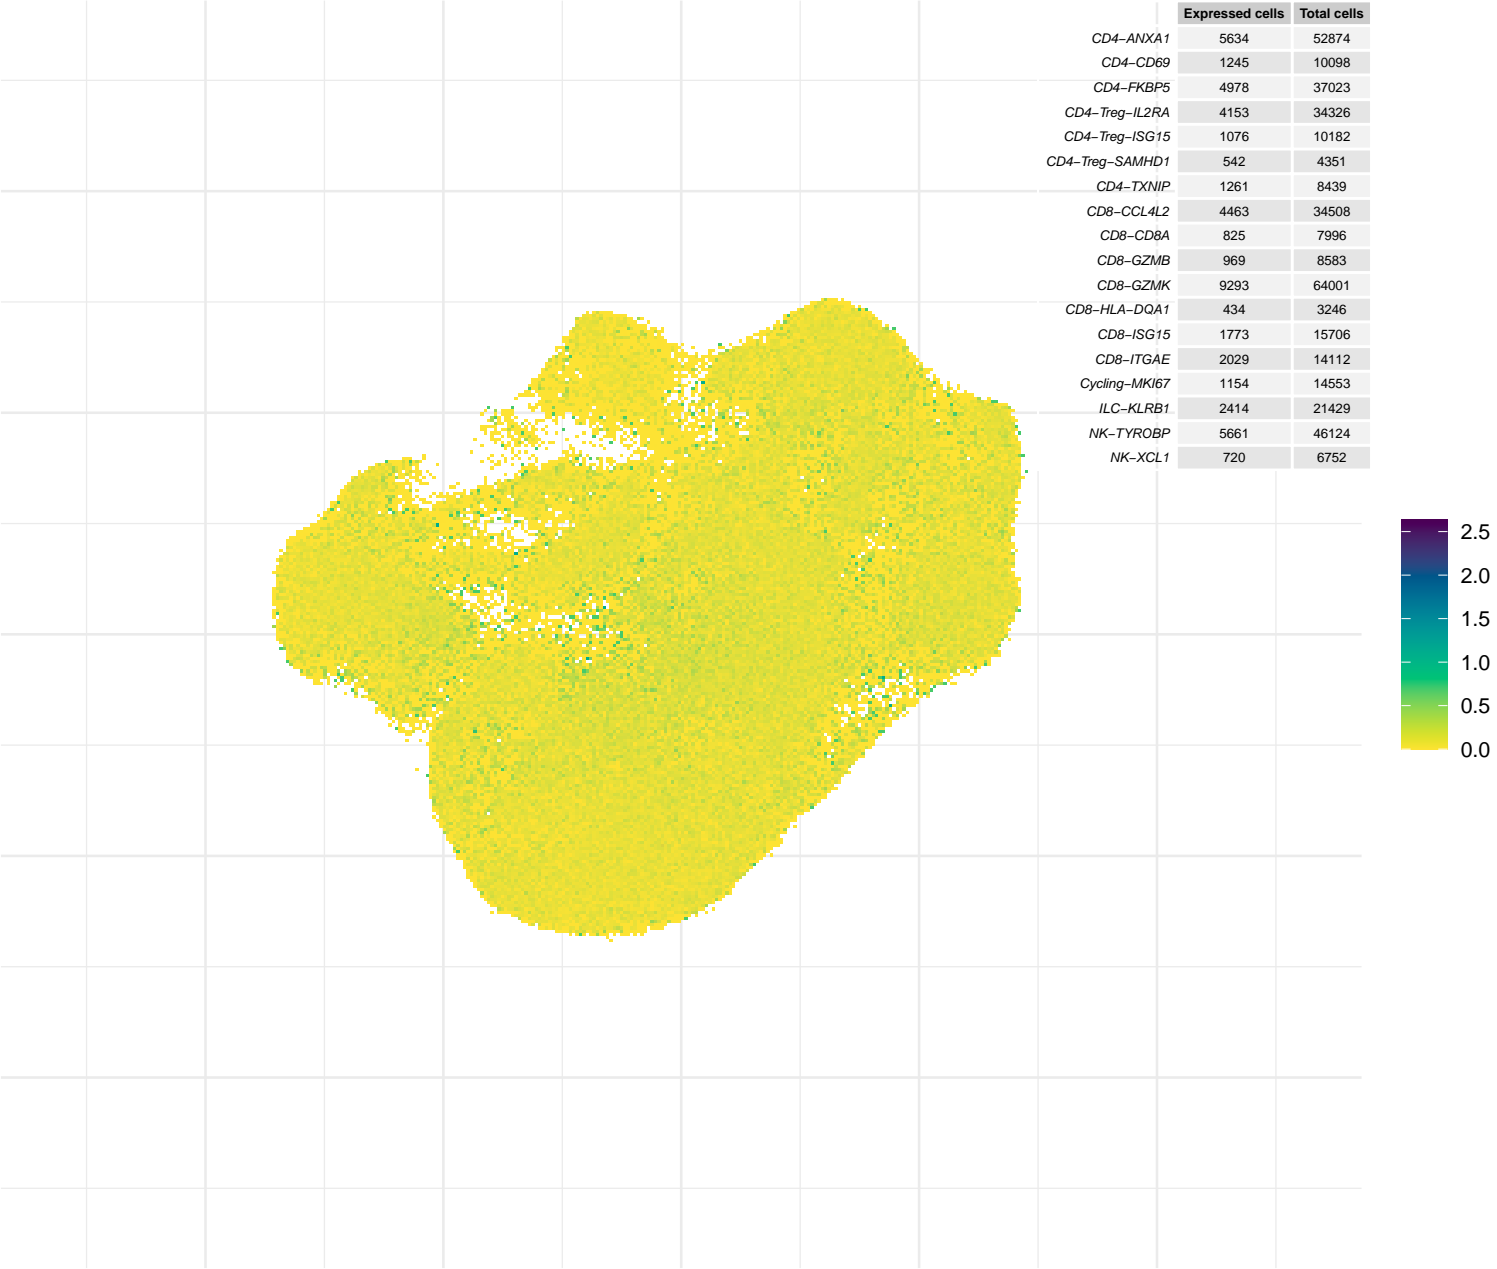 Expressed cells Total cells
CD4−ANXA1 5634 52874
CD4−CD69 1245 10098
CD4−FKBP5 4978 37023
CD4−Treg−IL2RA 4153 34326
CD4−Treg−ISG15 1076 10182
CD4−Treg−SAMHD1 542 4351
CD4−TXNIP 1261 8439
CD8−CCL4L2 4463 34508
CD8−CD8A 825 7996
CD8−GZMB 969 8583
CD8−GZMK 9293 64001
CD8−HLA−DQA1 434 3246
CD8−ISG15 1773 15706
CD8−ITGAE 2029 14112
Cycling−MKI67 1154 14553
ILC−KLRB1 2414 21429
NK−TYROBP 5661 46124
NK−XCL1 720 6752
2.5
2.0
1.5
1.0
0.5
0.0